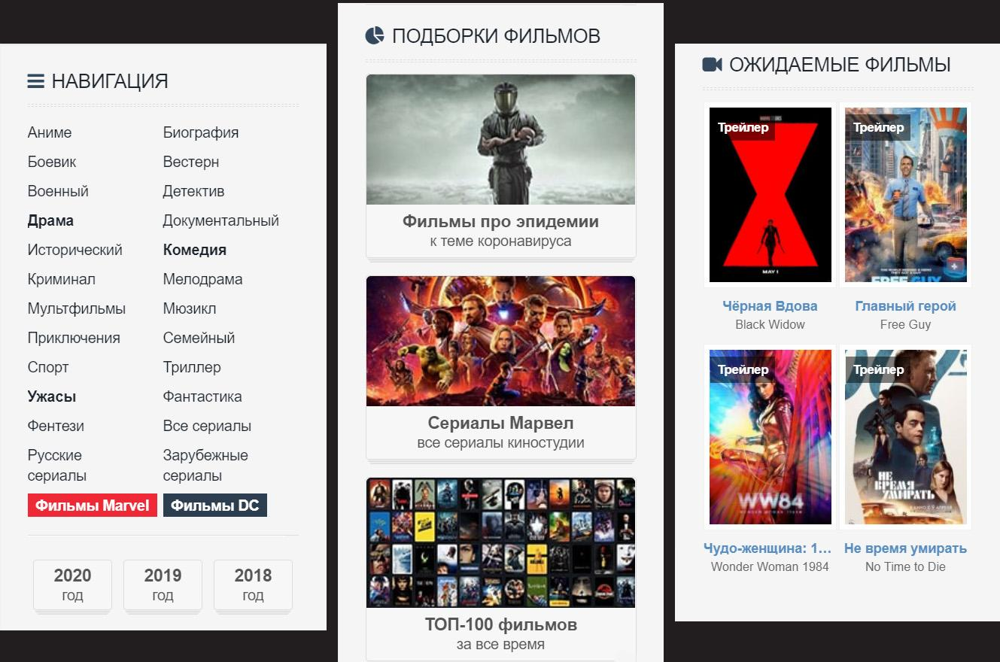 НАВИГАЦИЯ
Аниме
Биография
Боевик
Вестерн
Военный
Детектив
Драма
Документальный
Исторический
Комедия
Криминал
Мелодрама
Мультфильмы
Мюзикл
Приключения
Семейный
Спорт
Триллер
Ужасы
Фантастика
Фентези
Все сериалы
Русские
сериалы
Зарубежные
сериалы
Фильмы Marvel
Фильмы DC
2020
год
2019
год
2018
год
ПОДБОРКИ ФИЛЬМОВ
Фильмы про эпидемии
к теме коронавируса
Сериалы Марвел
все сериалы киностудии
ТОП-100 фильмов
за все время
ОЖИДАЕМЫЕ ФИЛЬМЫ
Трейлер
MAY 1
Чёрная Вдова
Black Widow
Трейлер
FREE GUY
Главный герой
Free Guy
Трейлер
WW84
WONDER WOMAN 1984
Чудо-женщина: 1...
Wonder Woman 1984
Трейлер
НЕ
ВРЕМЯ
УМИРАТЬ
Не время умирать
No Time to Die